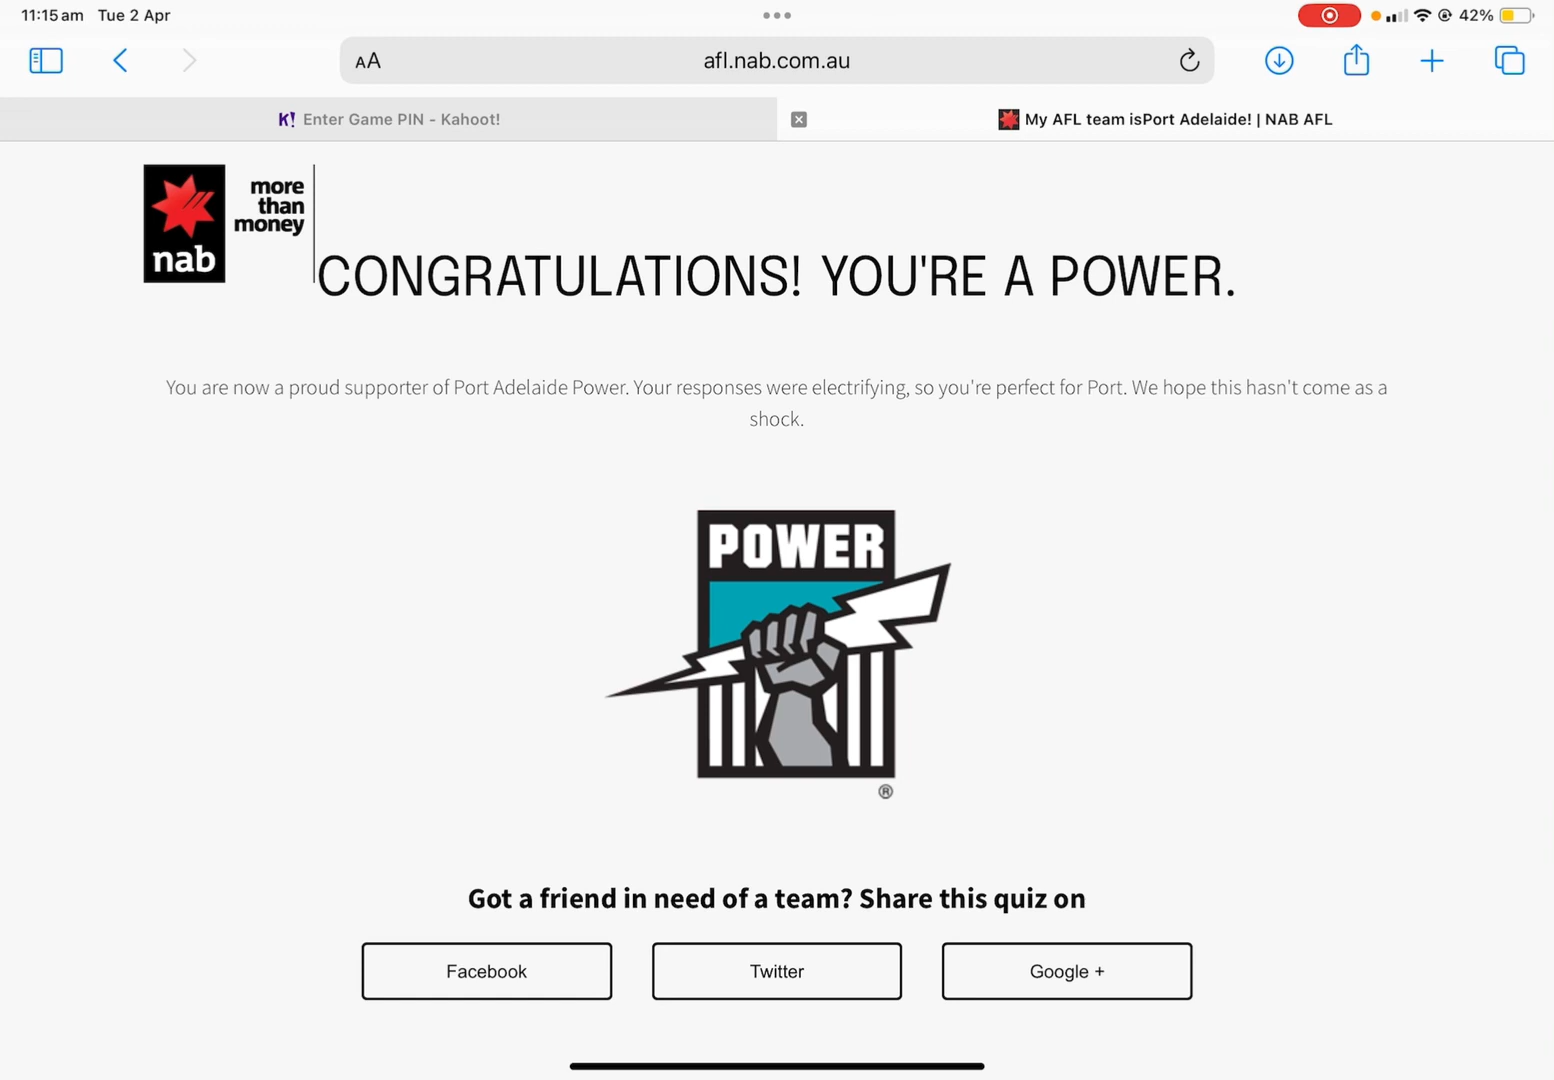 11:15 am Tue 2 Apr
42%
AA
afl.nab.com.au
K! Enter Game PIN - Kahoot!
My AFL team isPort Adelaide! | NAB AFL
more
than
money
nab
CONGRATULATIONS! YOU'RE A POWER.
You are now a proud supporter of Port Adelaide Power. Your responses were electrifying, so you're perfect for Port. We hope this hasn't come as a
shock.
POWER
®
Got a friend in need of a team? Share this quiz on
Facebook
Twitter
Google +